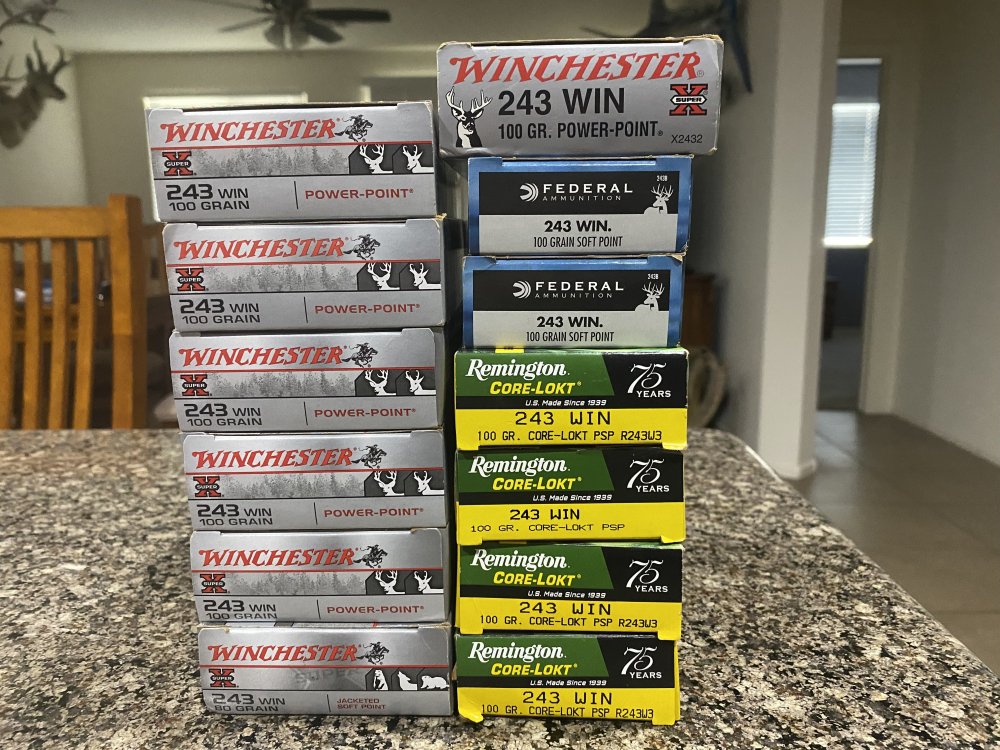 WINCHESTER
SUPER X
243 WIN
100 GRAIN
POWER-POINT®
WINCHESTER
SUPER X
243 WIN
100 GRAIN
POWER-POINT®
WINCHESTER
SUPER X
243 WIN
100 GRAIN
POWER-POINT®
WINCHESTER
SUPER X
243 WIN
100 GRAIN
POWER-POINT®
WINCHESTER
SUPER X
243 WIN
100 GRAIN
POWER-POINT®
WINCHESTER
SUPER X
243 WIN
80 GRAIN
JACKETED
SOFT POINT
WINCHESTER®
243 WIN
SUPER X
100 GR. POWER-POINT®
X2432
243B
FEDERAL
AMMUNITION
243 WIN.
100 GRAIN SOFT POINT
243B
FEDERAL
AMMUNITION
243 WIN.
100 GRAIN SOFT POINT
Remington.
CORE-LOKT®
75
YEARS
U.S. Made Since 1939
243 WIN
100 GR. CORE-LOKT PSP R243W3
Remington.
CORE-LOKT®
75
YEARS
U.S. Made Since 1939
243 WIN
100 GR. CORE-LOKT PSP
Remington.
CORE-LOKT®
75
YEARS
U.S. Made Since 1939
243 WIN
100 GR. CORE-LOKT PSP R243W3
Remington.
CORE-LOKT®
75
YEARS
U.S. Made Since 1939
243 WIN
100 GR. CORE-LOKT PSP R243W3